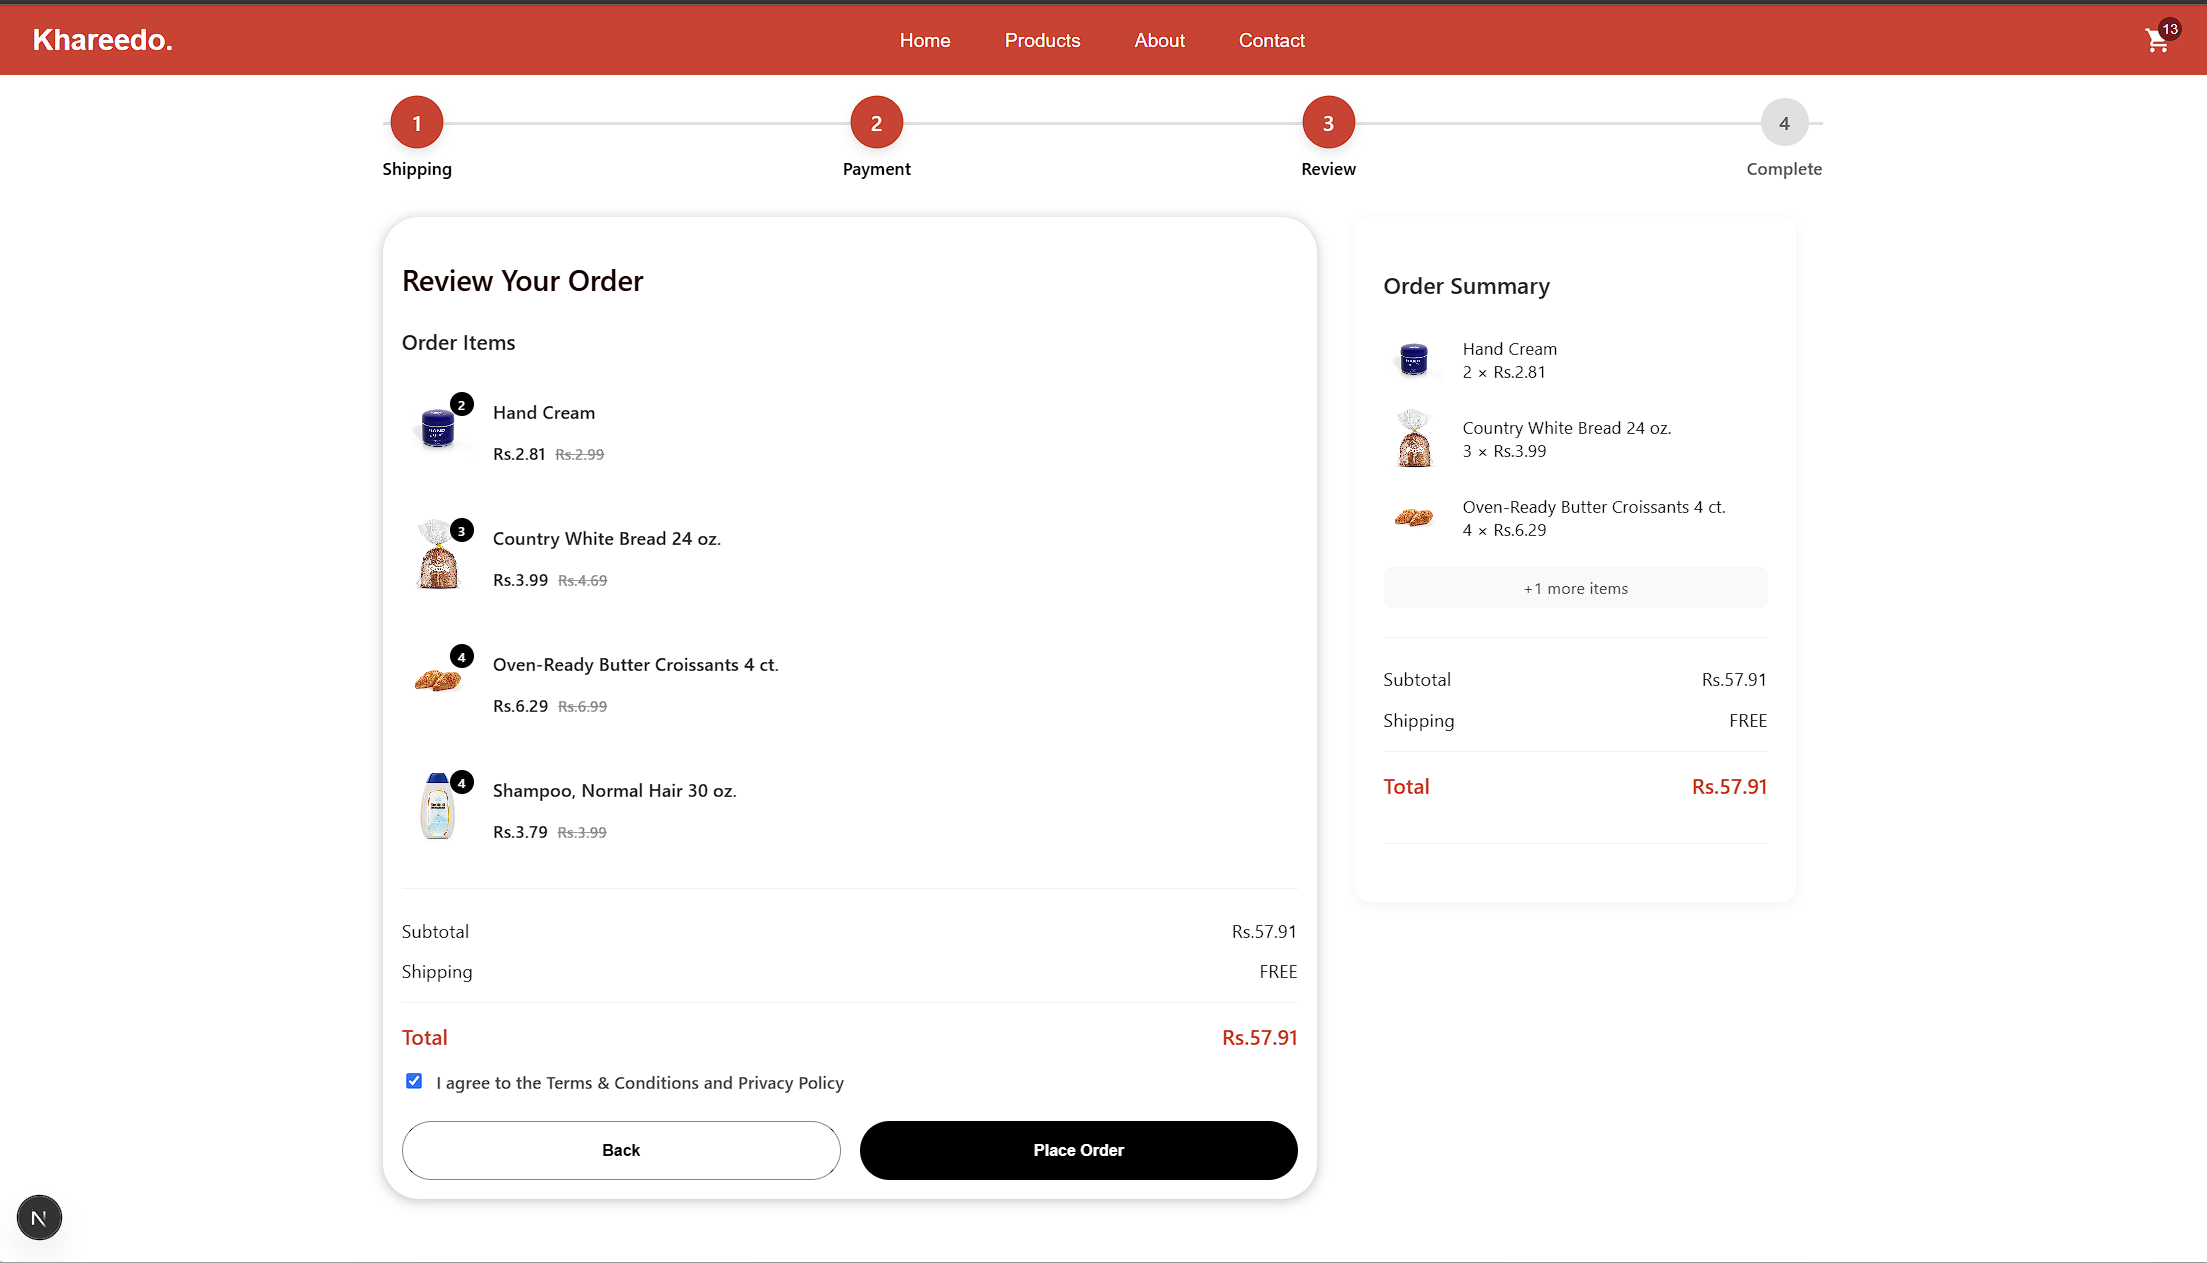 Khareedo.
Home Products About Contact
13
1 2 3 4
Shipping Payment Review Complete
Review Your Order
Order Items
2
Hand Cream
Rs.2.81 Rs.2.99
3
Country White Bread 24 oz.
Rs.3.99 Rs.4.69
4
Oven-Ready Butter Croissants 4 ct.
Rs.6.29 Rs.6.99
4
Shampoo, Normal Hair 30 oz.
Rs.3.79 Rs.3.99
Subtotal Rs.57.91
Shipping FREE
Total Rs.57.91
I agree to the Terms & Conditions and Privacy Policy
Back Place Order
Order Summary
Hand Cream
2 × Rs.2.81
Country White Bread 24 oz.
3 × Rs.3.99
Oven-Ready Butter Croissants 4 ct.
4 × Rs.6.29
+1 more items
Subtotal Rs.57.91
Shipping FREE
Total Rs.57.91
N